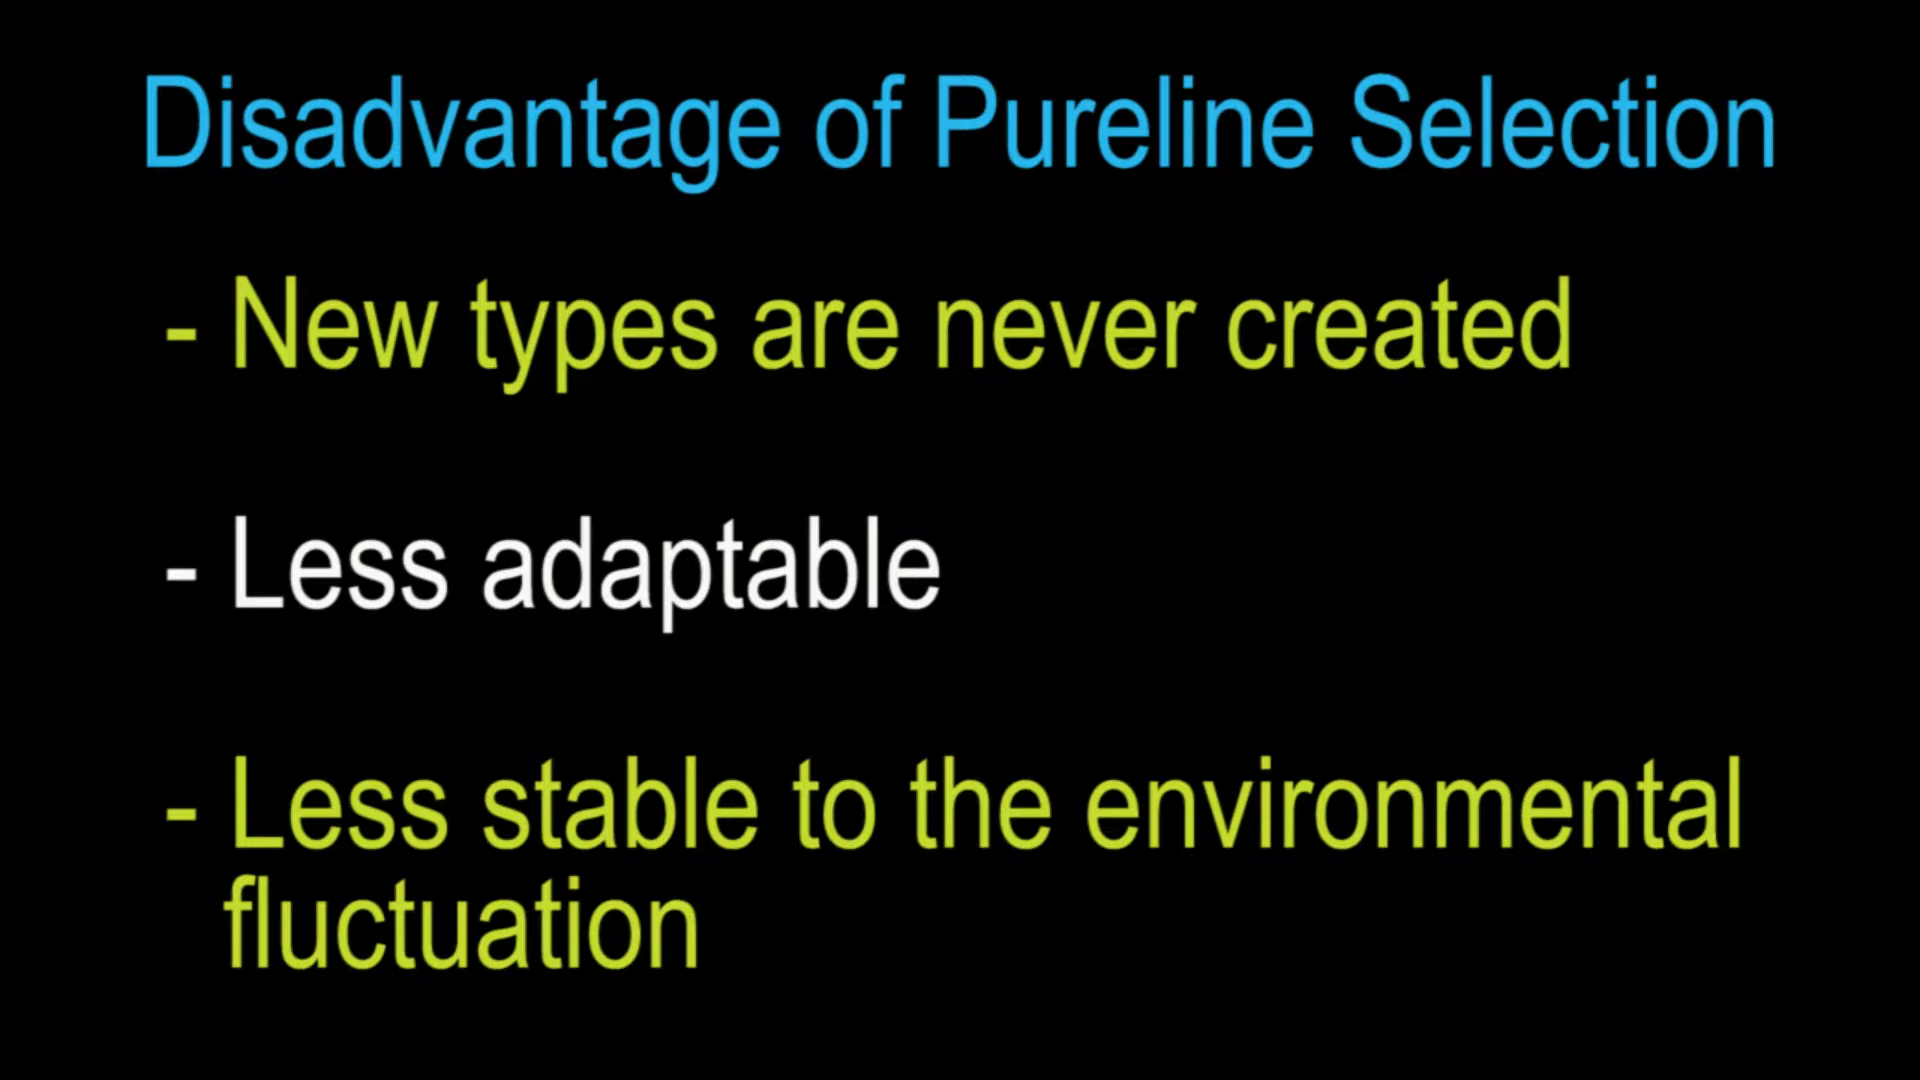 Disadvantage of Pureline Selection
- New types are never created
- Less adaptable
- Less stable to the environmental
fluctuation